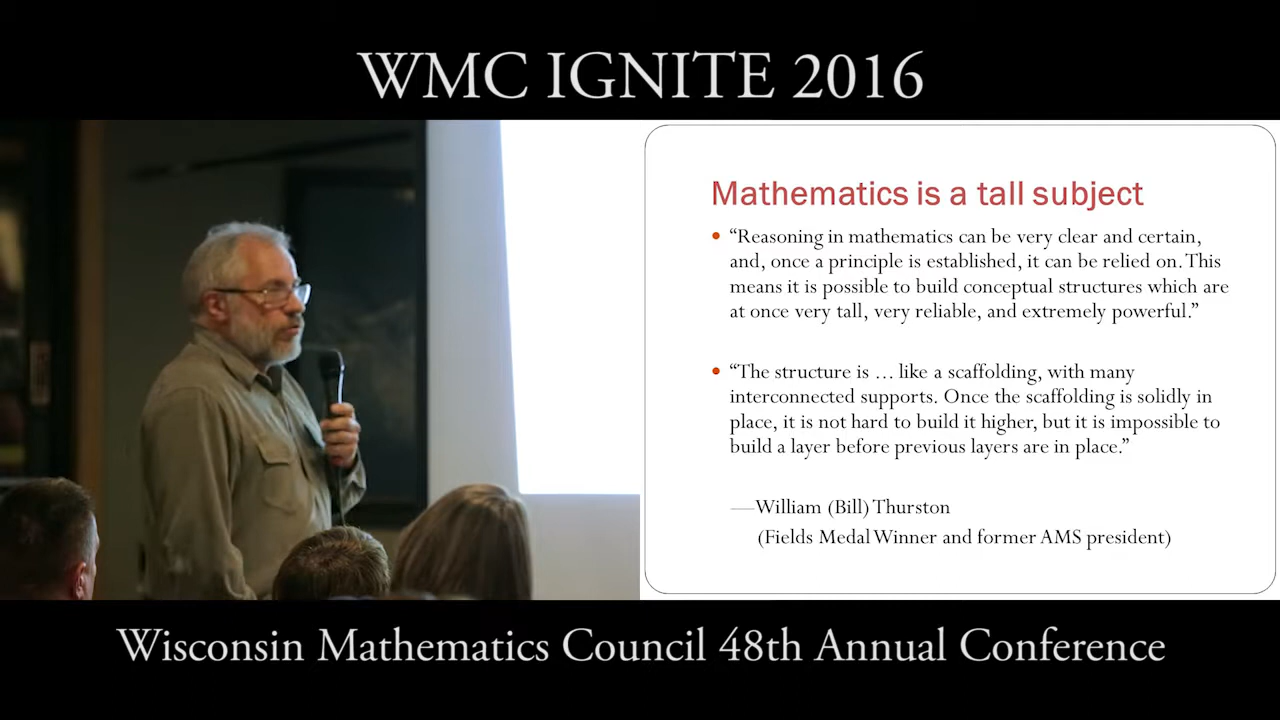 WMC IGNITE 2016
Mathematics is a tall subject
• “Reasoning in mathematics can be very clear and certain,
and, once a principle is established, it can be relied on. This
means it is possible to build conceptual structures which are
at once very tall, very reliable, and extremely powerful.”
• “The structure is … like a scaffolding, with many
interconnected supports. Once the scaffolding is solidly in
place, it is not hard to build it higher, but it is impossible to
build a layer before previous layers are in place.”
—William (Bill) Thurston
(Fields Medal Winner and former AMS president)
Wisconsin Mathematics Council 48th Annual Conference